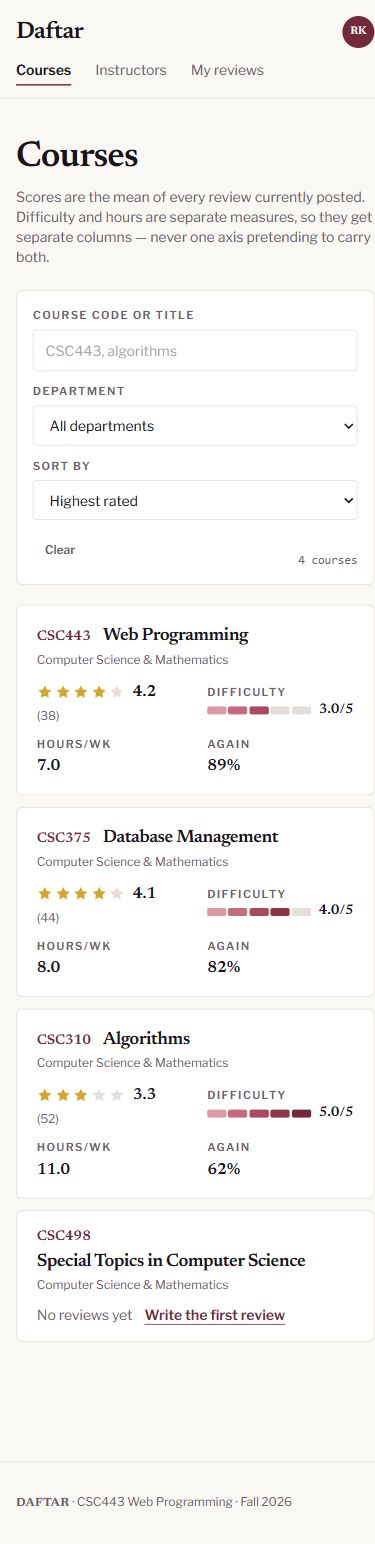 Daftar
RK
Courses Instructors My reviews
Courses
Scores are the mean of every review currently posted.
Difficulty and hours are separate measures, so they get
separate columns — never one axis pretending to carry
both.
COURSE CODE OR TITLE
CSC443, algorithms
DEPARTMENT
All departments
SORT BY
Highest rated
Clear
4 courses
CSC443 Web Programming
Computer Science & Mathematics
4.2
(38)
DIFFICULTY
3.0/5
HOURS/WK
7.0
AGAIN
89%
CSC375 Database Management
Computer Science & Mathematics
4.1
(44)
DIFFICULTY
4.0/5
HOURS/WK
8.0
AGAIN
82%
CSC310 Algorithms
Computer Science & Mathematics
3.3
(52)
DIFFICULTY
5.0/5
HOURS/WK
11.0
AGAIN
62%
CSC498
Special Topics in Computer Science
Computer Science & Mathematics
No reviews yet Write the first review
DAFTAR · CSC443 Web Programming · Fall 2026